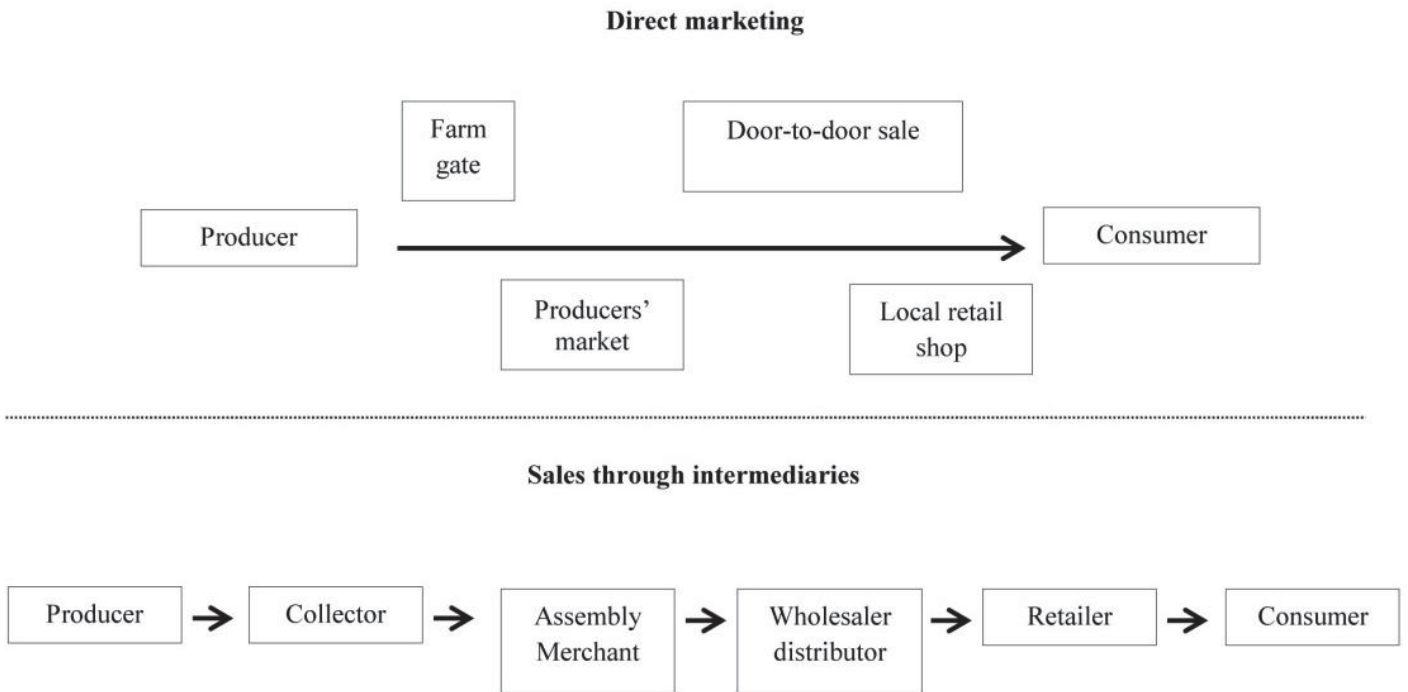 Direct marketing
Farm
gate
Door-to-door sale
Producer
Consumer
Producers’
market
Local retail
shop
Sales through intermediaries
Producer
Collector
Assembly
Merchant
Wholesaler
distributor
Retailer
Consumer